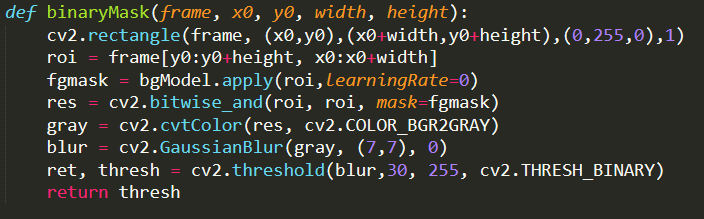 def binaryMask(frame, x0, y0, width, height):
    cv2.rectangle(frame, (x0,y0),(x0+width,y0+height),(0,255,0),1)
    roi = frame[y0:y0+height, x0:x0+width]
    fgmask = bgModel.apply(roi,learningRate=0)
    res = cv2.bitwise_and(roi, roi, mask=fgmask)
    gray = cv2.cvtColor(res, cv2.COLOR_BGR2GRAY)
    blur = cv2.GaussianBlur(gray, (7,7), 0)
    ret, thresh = cv2.threshold(blur,30, 255, cv2.THRESH_BINARY)
    return thresh